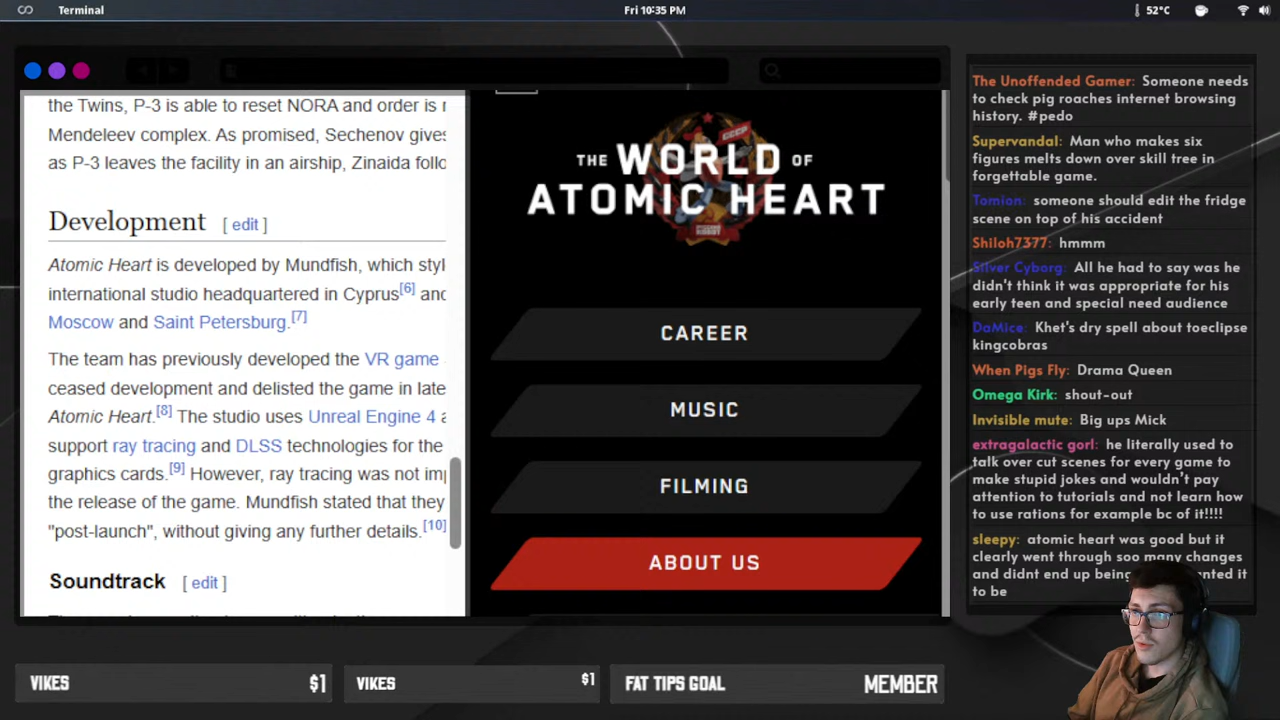 Terminal
Fri 10:35 PM
52°C
the Twins, P-3 is able to reset NORA and order is r
Mendeleev complex. As promised, Sechenov gives
as P-3 leaves the facility in an airship, Zinaida follo
Development [ edit ]
Atomic Heart is developed by Mundfish, which styl
international studio headquartered in Cyprus[6] and
Moscow and Saint Petersburg.[7]
The team has previously developed the VR game
ceased development and delisted the game in late
Atomic Heart.[8] The studio uses Unreal Engine 4 a
support ray tracing and DLSS technologies for the
graphics cards.[9] However, ray tracing was not imp
the release of the game. Mundfish stated that they
"post-launch", without giving any further details.[10]
Soundtrack [ edit ]
СССР
THE WORLD OF
ATOMIC HEART
CAREER
MUSIC
FILMING
ABOUT US
The Unoffended Gamer: Someone needs
to check pig roaches internet browsing
history. #pedo
Supervandal: Man who makes six
figures melts down over skill tree in
forgettable game.
Tomion: someone should edit the fridge
scene on top of his accident
Shiloh7377: hmmm
Silver Cyborg: All he had to say was he
didn't think it was appropriate for his
early teen and special need audience
DaMice: Khet's dry spell about toeclipse
kingcobras
When Pigs Fly: Drama Queen
Omega Kirk: shout-out
Invisible mute: Big ups Mick
extragalactic gorl: he literally used to
talk over cut scenes for every game to
make stupid jokes and wouldn't pay
attention to tutorials and not learn how
to use rations for example bc of it!!!!
sleepy: atomic heart was good but it
clearly went through soo many changes
and didnt end up being anted it
to be
VIKES $1
VIKES $1
FAT TIPS GOAL MEMBER